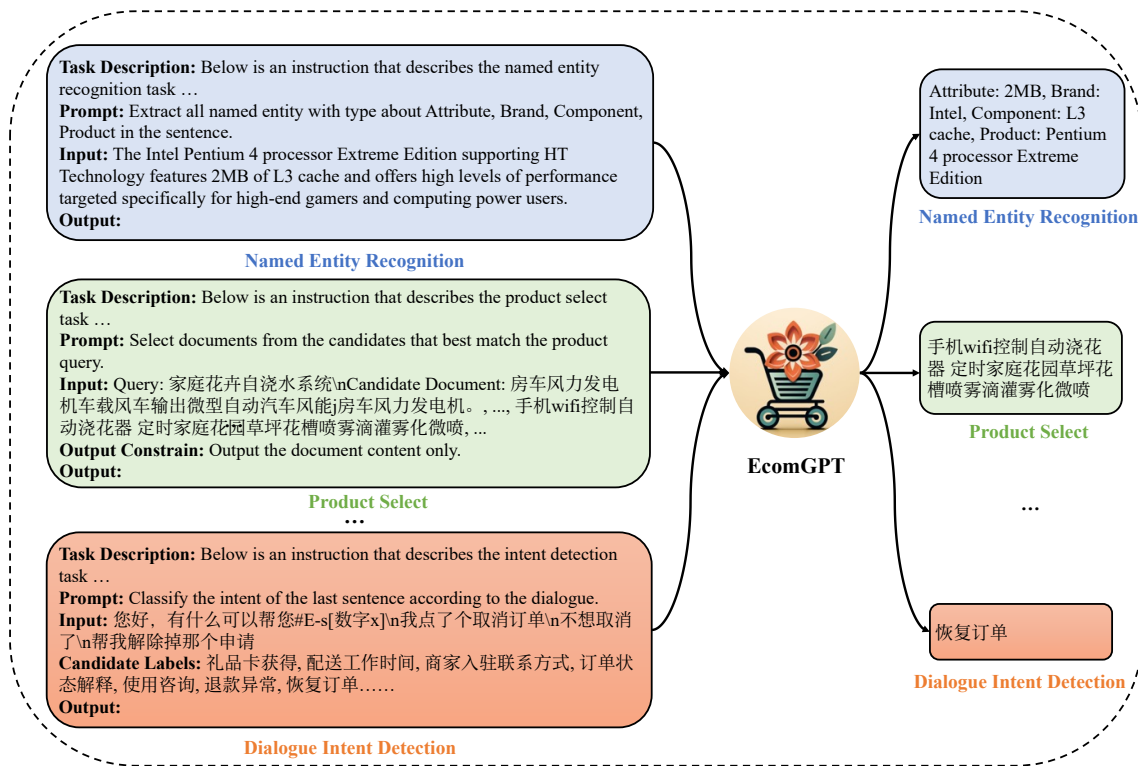 Task Description: Below is an instruction that describes the named entity
recognition task …
Prompt: Extract all named entity with type about Attribute, Brand, Component,
Product in the sentence.
Input: The Intel Pentium 4 processor Extreme Edition supporting HT
Technology features 2MB of L3 cache and offers high levels of performance
targeted specifically for high-end gamers and computing power users.
Output:
Named Entity Recognition
Task Description: Below is an instruction that describes the product select
task …
Prompt: Select documents from the candidates that best match the product
query.
Input: Query: 家庭花卉自浇水系统\nCandidate Document: 房车风力发电
机车载风车输出微型自动汽车风能j房车风力发电机。, ..., 手机wifi控制自
动浇花器 定时家庭花园草坪花槽喷雾滴灌雾化微喷, ...
Output Constrain: Output the document content only.
Output:
Product Select
...
Task Description: Below is an instruction that describes the intent detection
task …
Prompt: Classify the intent of the last sentence according to the dialogue.
Input: 您好，有什么可以帮您#E-s[数字x]\n我点了个取消订单\n不想取消
了\n帮我解除掉那个申请
Candidate Labels: 礼品卡获得, 配送工作时间, 商家入驻联系方式, 订单状
态解释, 使用咨询, 退款异常, 恢复订单……
Output:
Dialogue Intent Detection
EcomGPT
Attribute: 2MB, Brand:
Intel, Component: L3
cache, Product: Pentium
4 processor Extreme
Edition
Named Entity Recognition
手机wifi控制自动浇花
器 定时家庭花园草坪花
槽喷雾滴灌雾化微喷
Product Select
...
恢复订单
Dialogue Intent Detection